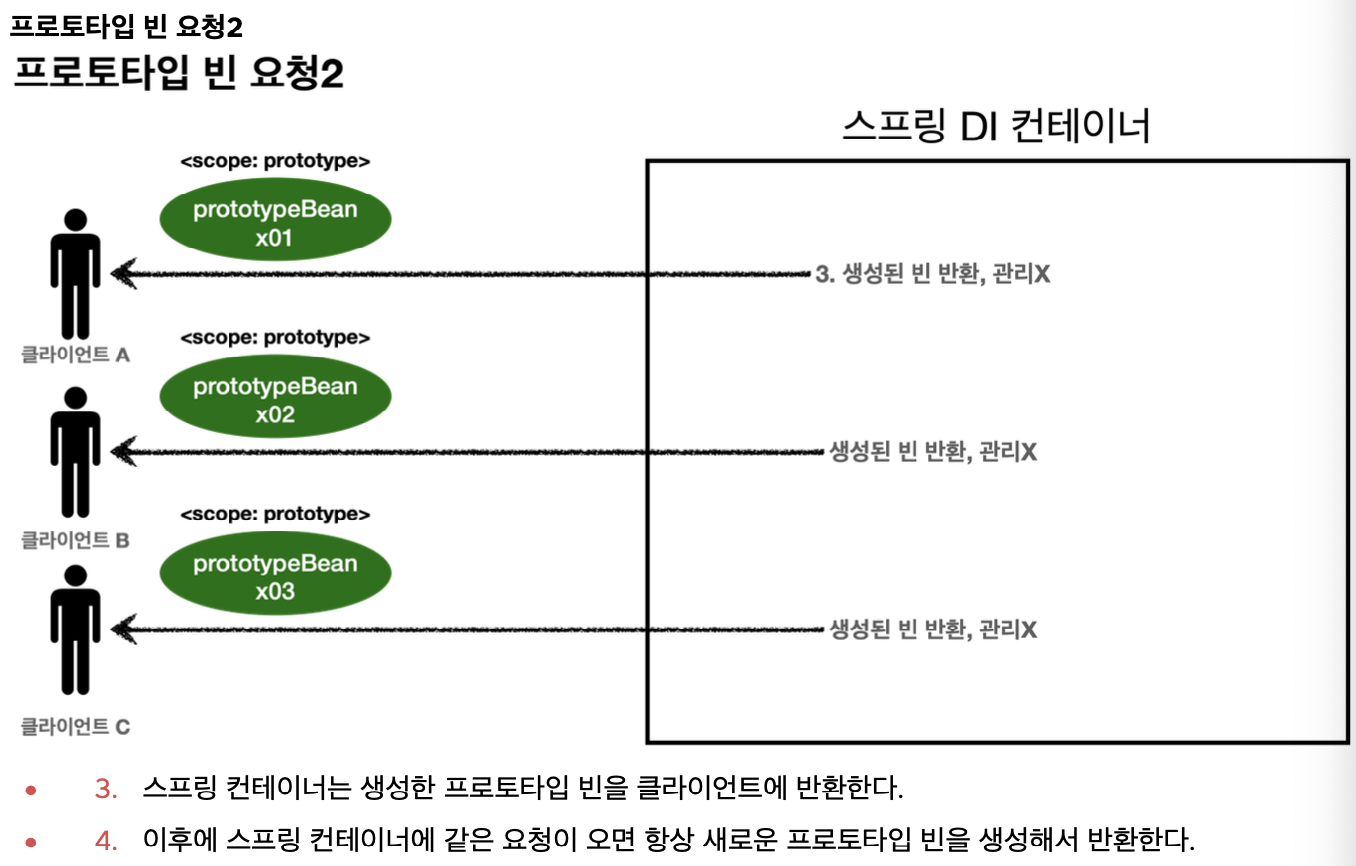 프로토타입 빈 요청2
프로토타입 빈 요청2
스프링 DI 컨테이너
<scope: prototype>
prototypeBean
x01
3. 생성된 빈 반환, 관리X
클라이언트 A
<scope: prototype>
prototypeBean
x02
생성된 빈 반환, 관리X
클라이언트 B
<scope: prototype>
prototypeBean
x03
생성된 빈 반환, 관리X
클라이언트 C
3. 스프링 컨테이너는 생성한 프로토타입 빈을 클라이언트에 반환한다.
4. 이후에 스프링 컨테이너에 같은 요청이 오면 항상 새로운 프로토타입 빈을 생성해서 반환한다.